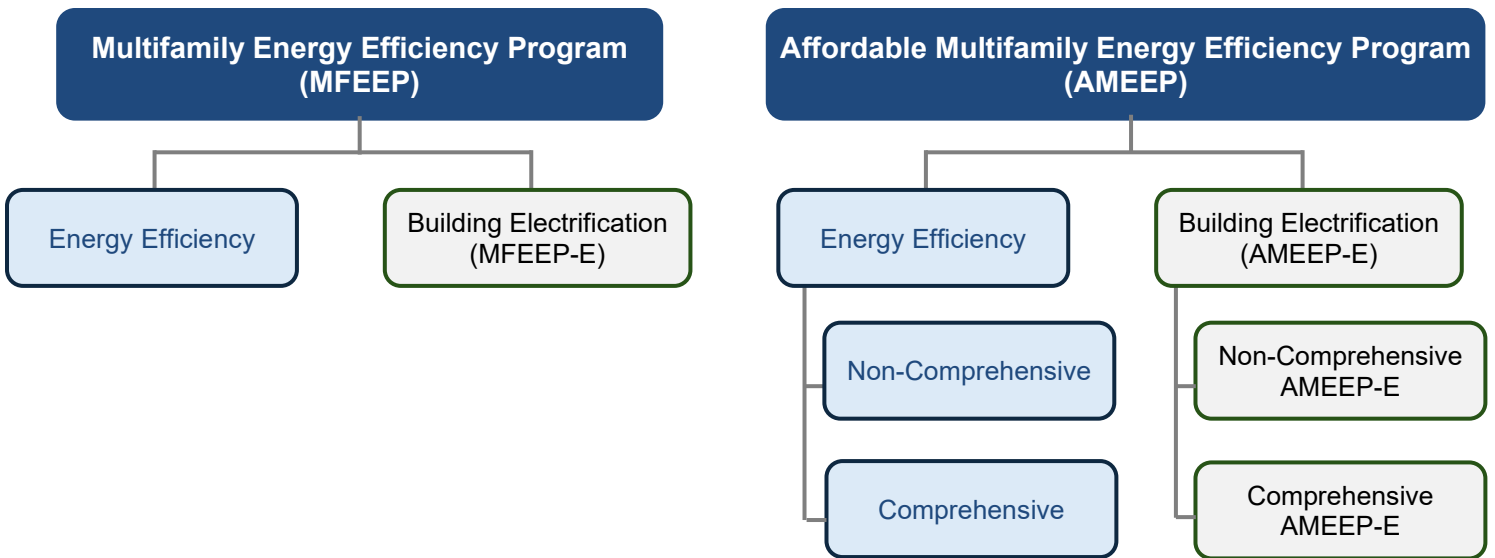 Multifamily Energy Efficiency Program
(MFEEP)
Affordable Multifamily Energy Efficiency Program
(AMEEP)
Energy Efficiency
Building Electrification
(MFEEP-E)
Energy Efficiency
Building Electrification
(AMEEP-E)
Non-Comprehensive
Non-Comprehensive
AMEEP-E
Comprehensive
Comprehensive
AMEEP-E